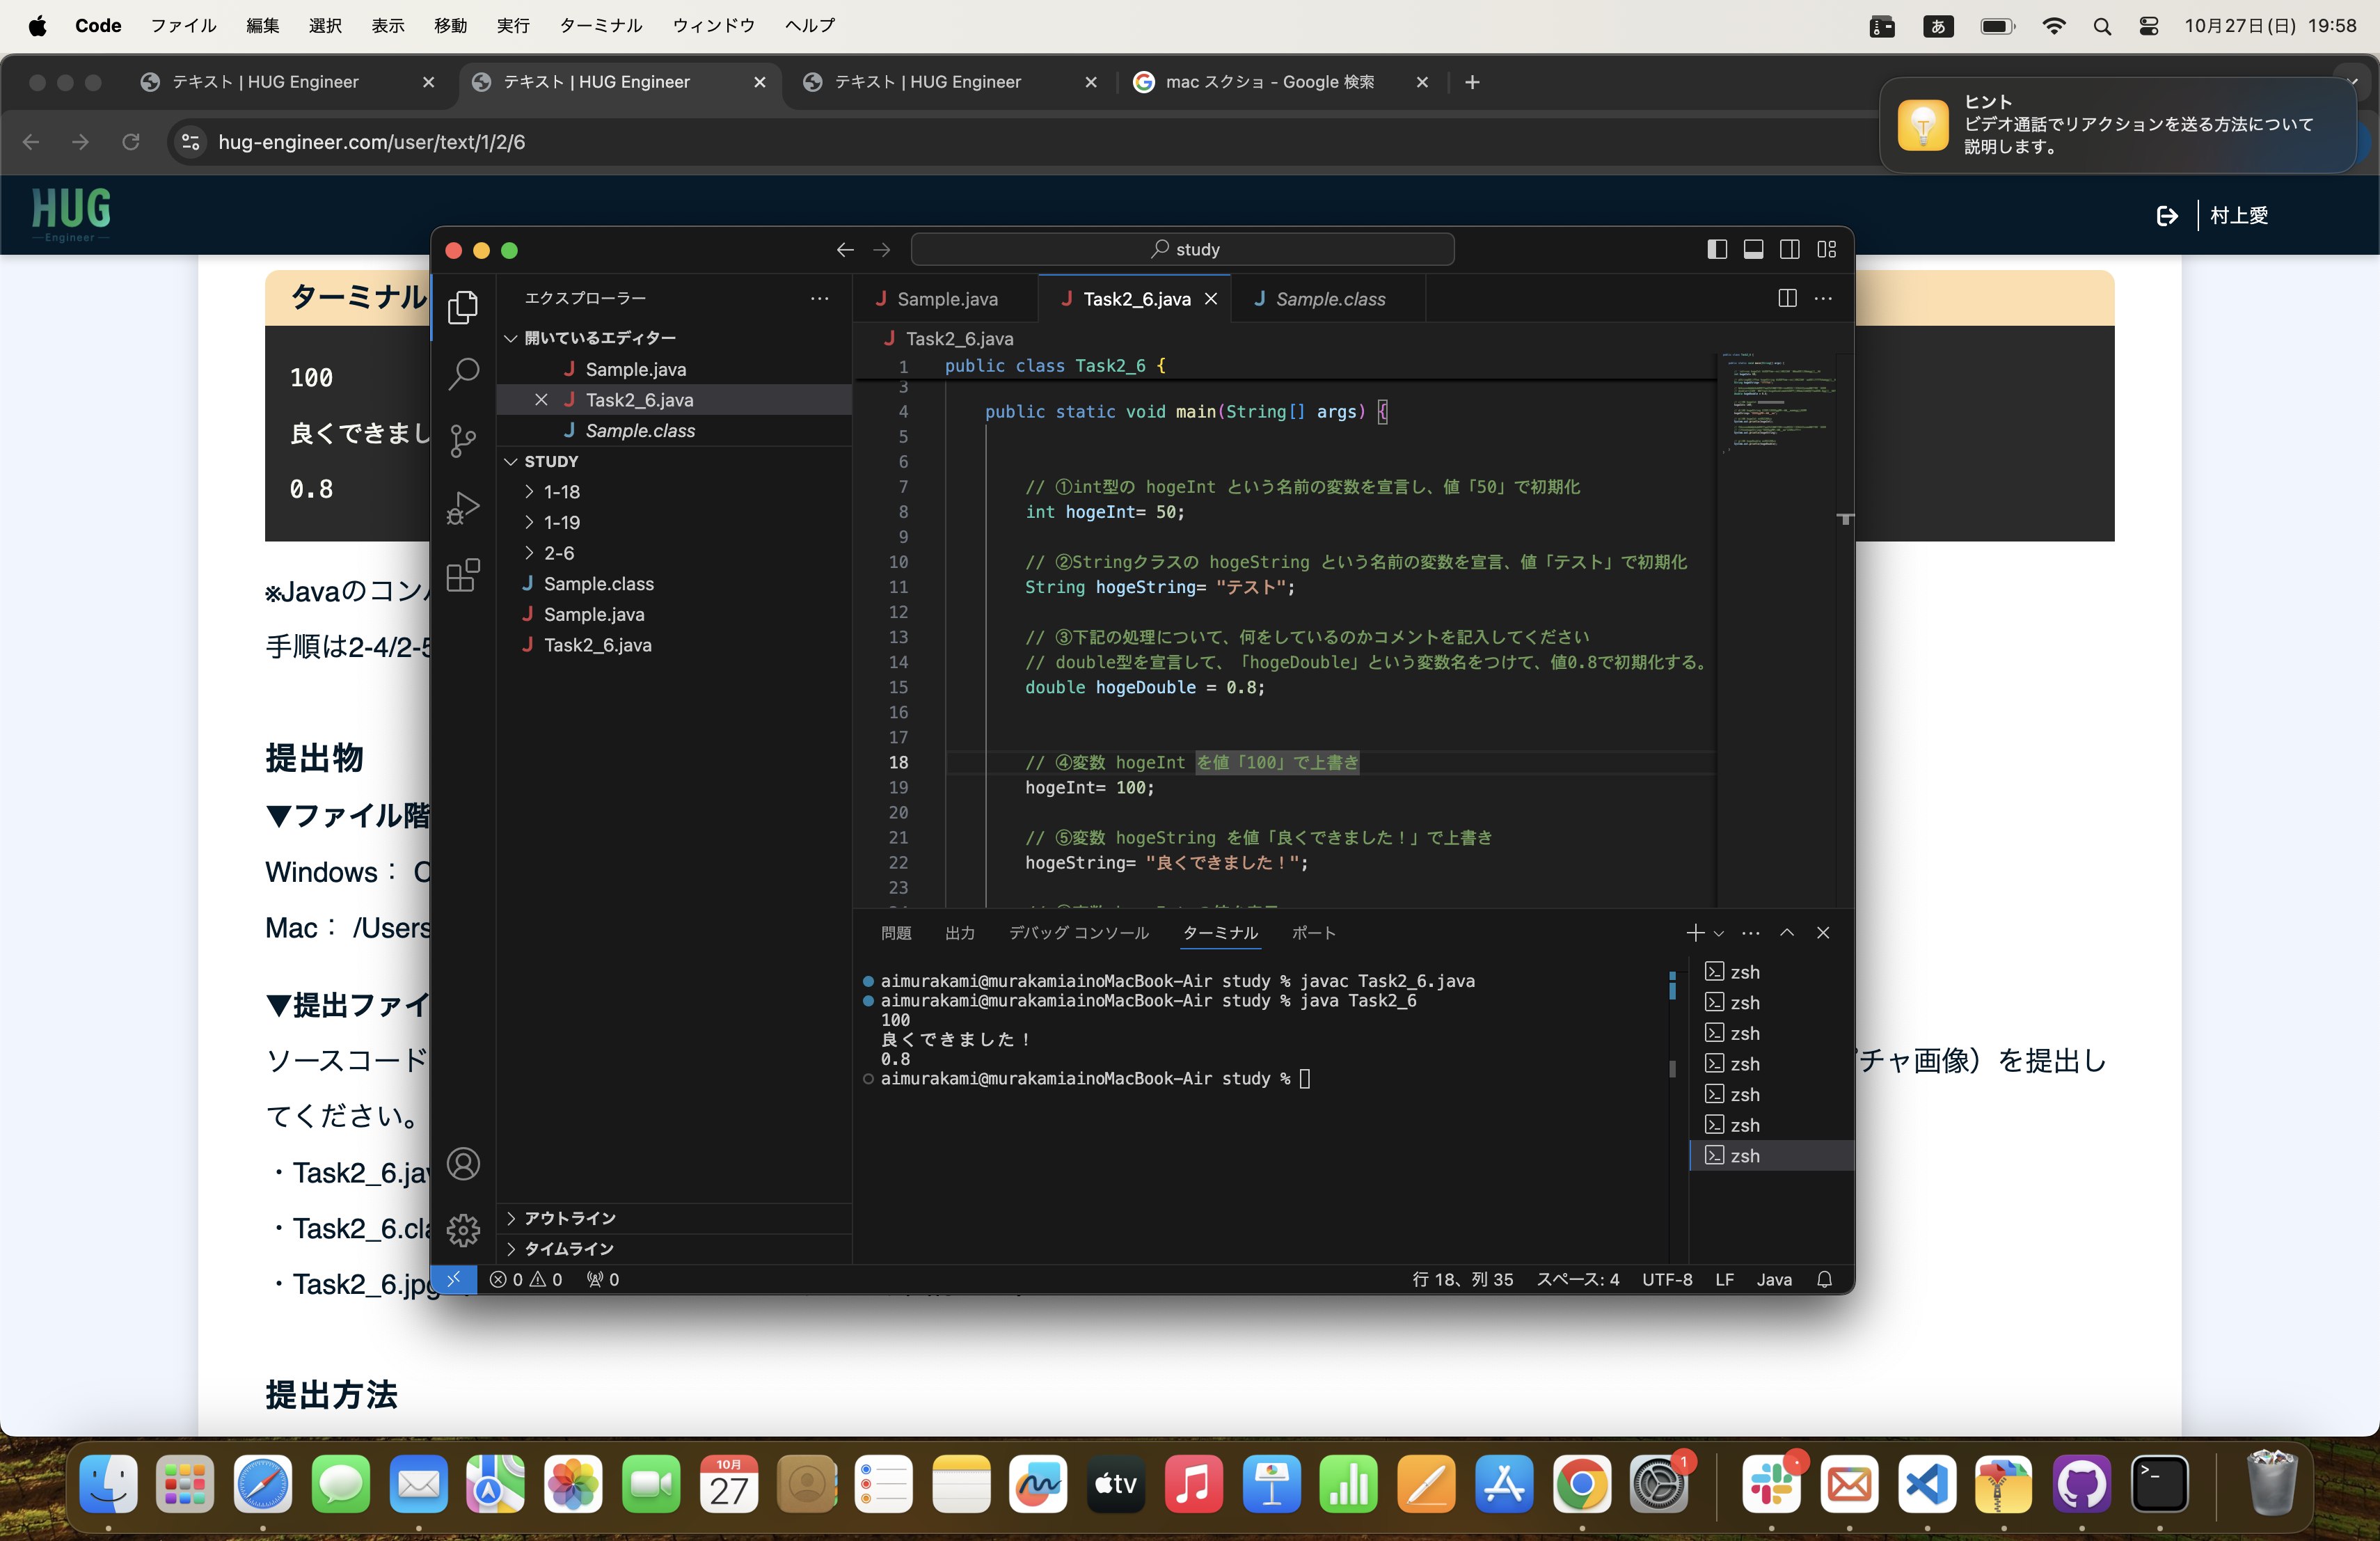 Code ファイル 編集 選択 表示 移動 実行 ターミナル ウィンドウ ヘルプ あ 10月27日(日) 19:58
テキスト | HUG Engineer テキスト | HUG Engineer テキスト | HUG Engineer mac スクショ - Google 検索
ヒント
ビデオ通話でリアクションを送る方法について
説明します。
hug-engineer.com/user/text/1/2/6
HUG
Engineer
村上愛
ターミナル
100
良くできまし
0.8
※Javaのコン
手順は2-4/2-5
提出物
▼ファイル階
Windows： C
Mac： /Users
▼提出ファイ
ソースコード
チャ画像）を提出し
てください。
・Task2_6.jav
・Task2_6.cla
・Task2_6.jpg
提出方法
study
エクスプローラー
開いているエディター
J Sample.java
J Task2_6.java
J Sample.class
STUDY
1-18
1-19
2-6
J Sample.class
J Sample.java
J Task2_6.java
アウトライン
タイムライン
J Sample.java J Task2_6.java J Sample.class
J Task2_6.java
1 public class Task2_6 {
3
4 public static void main(String[] args) {
5
6
7 // ①int型の hogeInt という名前の変数を宣言し、値「50」で初期化
8 int hogeInt= 50;
9
10 // ②Stringクラスの hogeString という名前の変数を宣言、値「テスト」で初期化
11 String hogeString= "テスト";
12
13 // ③下記の処理について、何をしているのかコメントを記入してください
14 // double型を宣言して、「hogeDouble」という変数名をつけて、値0.8で初期化する。
15 double hogeDouble = 0.8;
16
17
18 // ④変数 hogeInt を値「100」で上書き
19 hogeInt= 100;
20
21 // ⑤変数 hogeString を値「良くできました！」で上書き
22 hogeString= "良くできました！";
23
問題 出力 デバッグ コンソール ターミナル ポート
aimurakami@murakamiainoMacBook-Air study % javac Task2_6.java
aimurakami@murakamiainoMacBook-Air study % java Task2_6
100
良くできました！
0.8
aimurakami@murakamiainoMacBook-Air study %
zsh
zsh
zsh
zsh
zsh
zsh
zsh
0 0 0 行 18、列 35 スペース: 4 UTF-8 LF Java
10月
27
tv
1